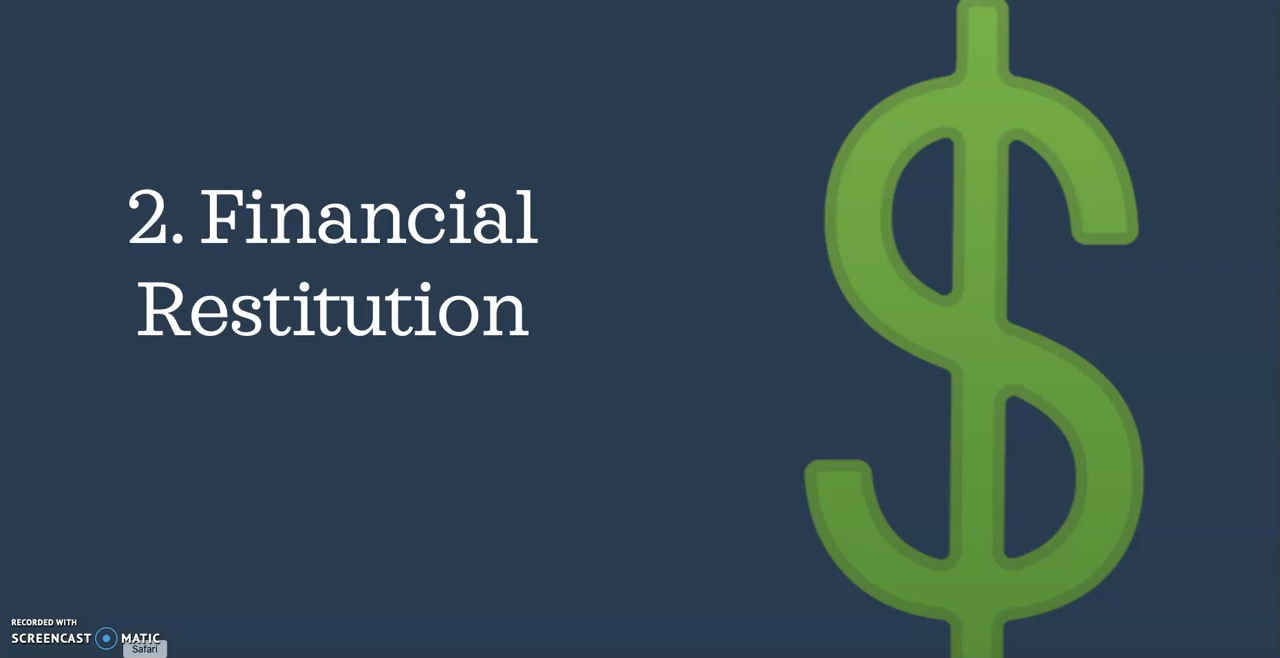 2. Financial
Restitution
RECORDED WITH
SCREENCAST MATIC
Safari